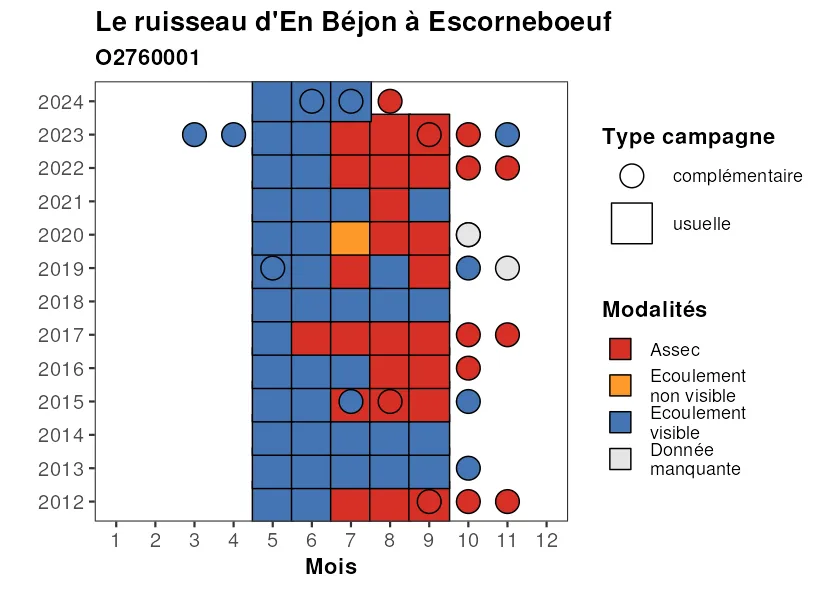 Le ruisseau d'En Béjon à Escorneboeuf
O2760001
2024
2023
2022
2021
2020
2019
2018
2017
2016
2015
2014
2013
2012
1 2 3 4 5 6 7 8 9 10 11 12
Mois
Type campagne
complémentaire
usuelle
Modalités
Assec
Ecoulement
non visible
Ecoulement
visible
Donnée
manquante